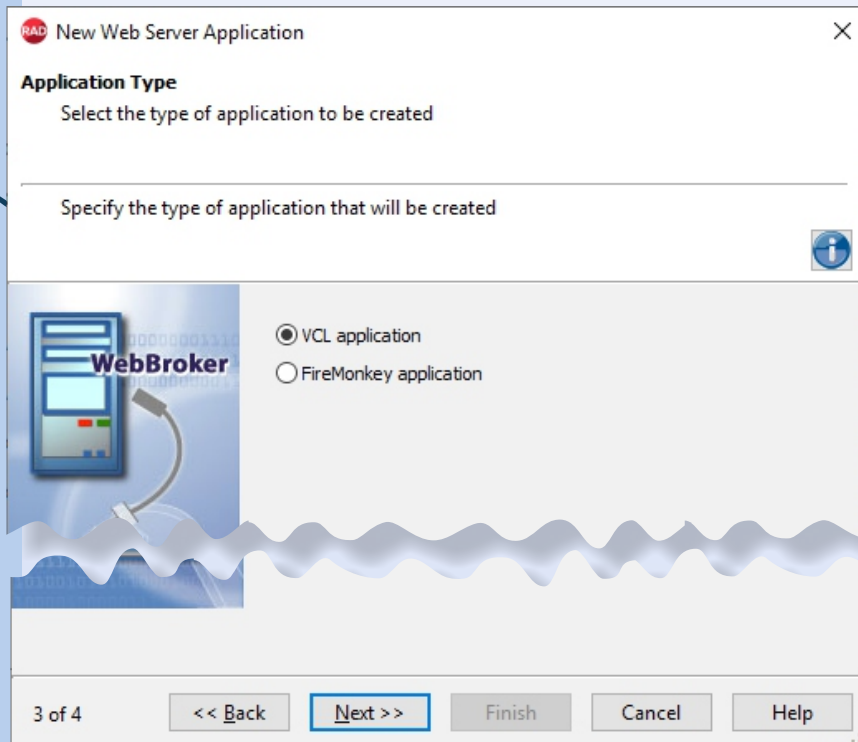 RAD New Web Server Application
Application Type
Select the type of application to be created
Specify the type of application that will be created
i
WebBroker
VCL application
FireMonkey application
3 of 4 << Back Next >> Finish Cancel Help